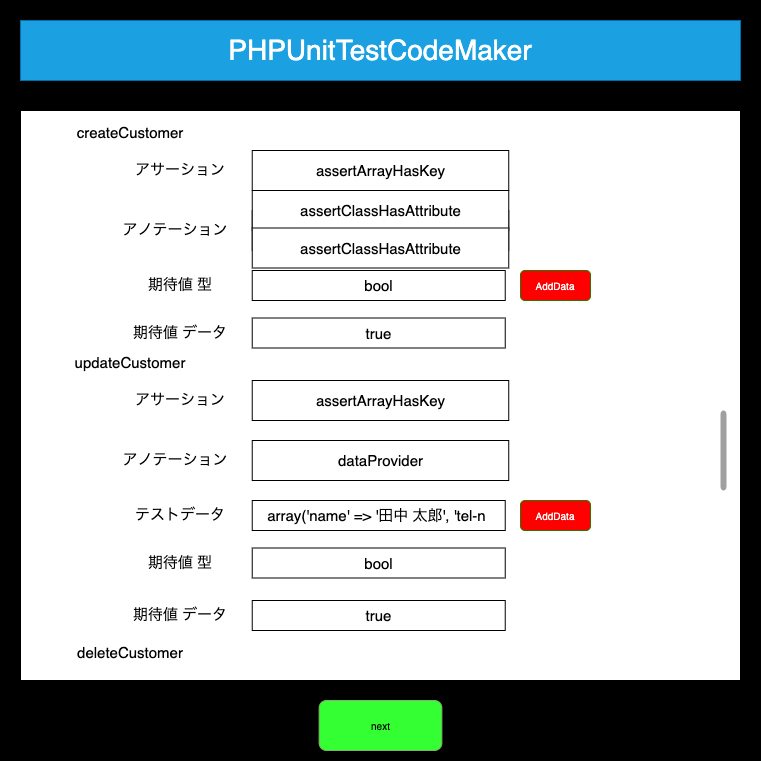 PHPUnitTestCodeMaker
createCustomer
アサーション assertArrayHasKey
assertClassHasAttribute
アノテーション
assertClassHasAttribute
期待値 型 bool AddData
期待値 データ true
updateCustomer
アサーション assertArrayHasKey
アノテーション dataProvider
テストデータ array('name' => '田中 太郎', 'tel-n AddData
期待値 型 bool
期待値 データ true
deleteCustomer
next